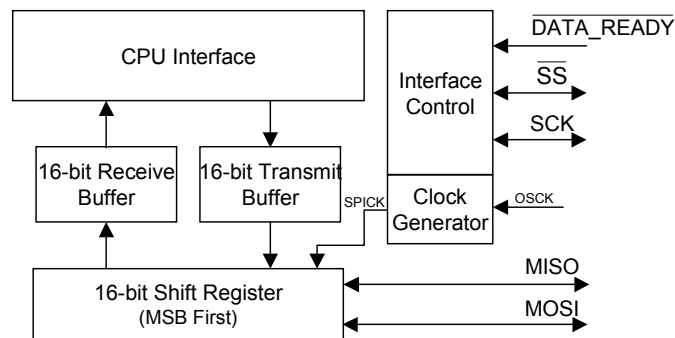 CPU Interface
DATA_READY
Interface
Control
SS
SCK
16-bit Receive
Buffer
16-bit Transmit
Buffer
SPICK
Clock
Generator
OSCK
16-bit Shift Register
(MSB First)
MISO
MOSI